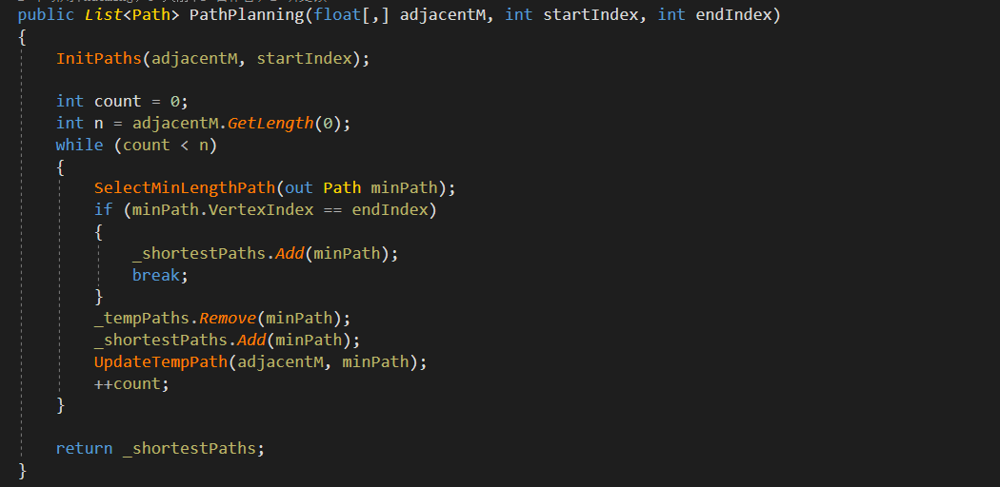 public List<Path> PathPlanning(float[,] adjacentM, int startIndex, int endIndex)
{
InitPaths(adjacentM, startIndex);
int count = 0;
int n = adjacentM.GetLength(0);
while (count < n)
{
SelectMinLengthPath(out Path minPath);
if (minPath.VertexIndex == endIndex)
{
_shortestPaths.Add(minPath);
break;
}
_tempPaths.Remove(minPath);
_shortestPaths.Add(minPath);
UpdateTempPath(adjacentM, minPath);
++count;
}
return _shortestPaths;
}